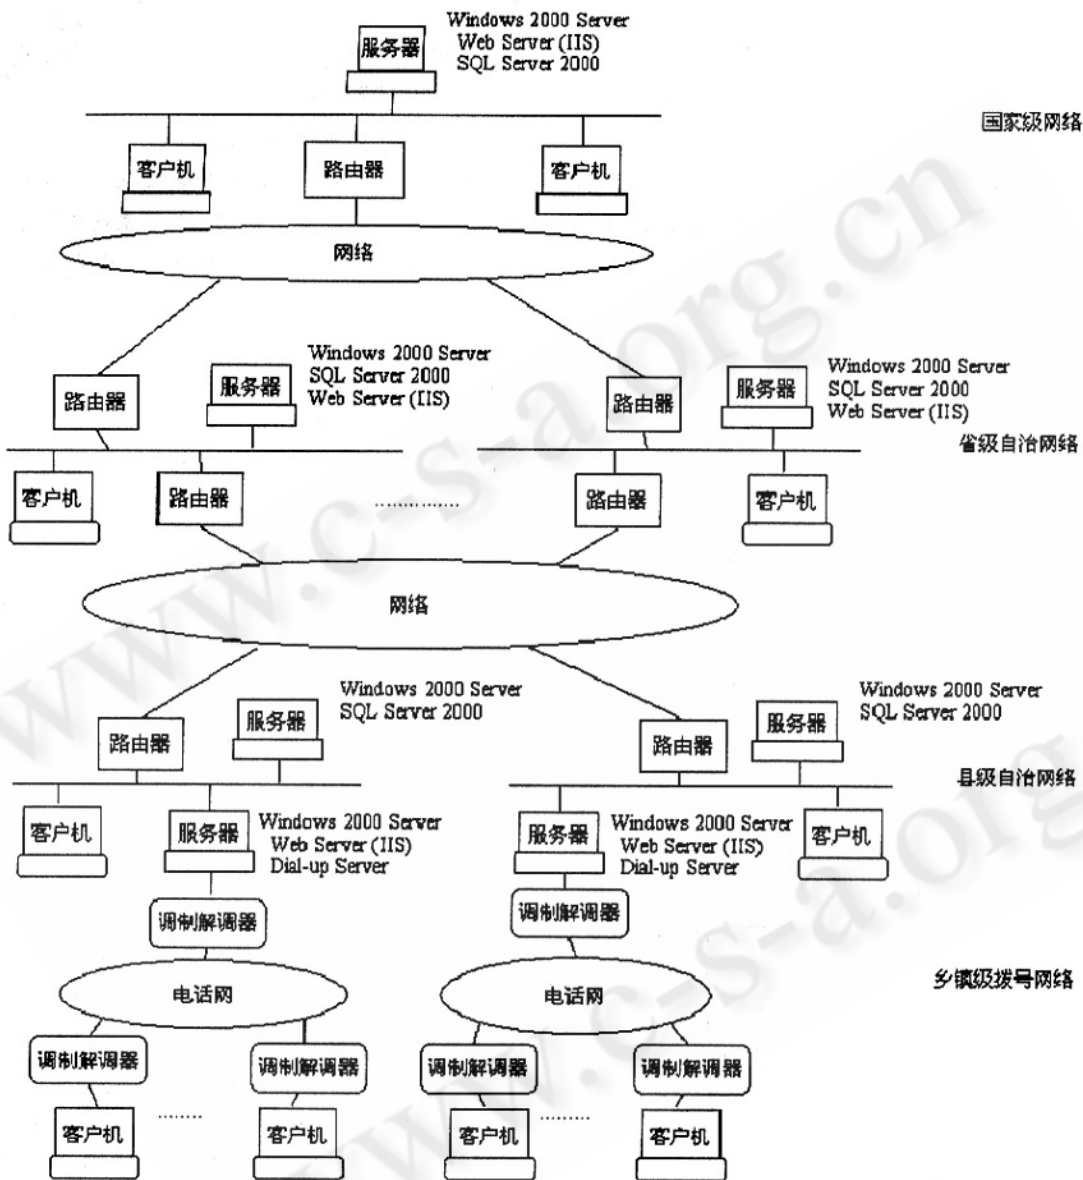 Windows 2000 Server
服务器
Web Server (IIS)
SQL Server 2000
国家级网络
客户机
路由器
客户机
网络
Windows 2000 Server
SQL Server 2000
Web Server (IIS)
服务器
路由器
Windows 2000 Server
SQL Server 2000
Web Server (IIS)
服务器
路由器
省级自治网络
客户机
路由器
...............
路由器
客户机
网络
Windows 2000 Server
SQL Server 2000
服务器
路由器
Windows 2000 Server
SQL Server 2000
服务器
路由器
县级自治网络
客户机
服务器
Windows 2000 Server
Web Server (IIS)
Dial-up Server
服务器
Windows 2000 Server
Web Server (IIS)
Dial-up Server
客户机
调制解调器
调制解调器
电话网
电话网
乡镇级拨号网络
调制解调器
调制解调器
调制解调器
调制解调器
客户机
........
客户机
客户机
.........
客户机
www.c-s-a.org.cn
www.c-s-a.org